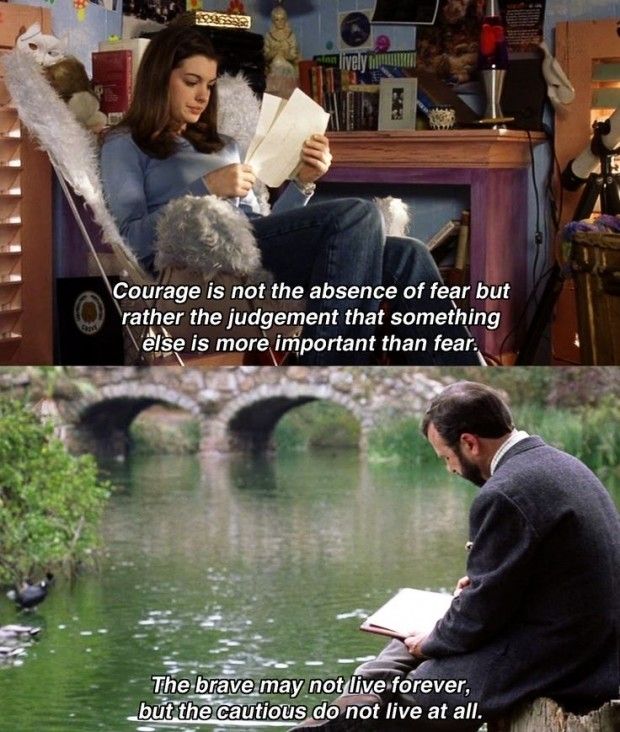 lively
Courage is not the absence of fear but
rather the judgement that something
else is more important than fear.
The brave may not live forever,
but the cautious do not live at all.